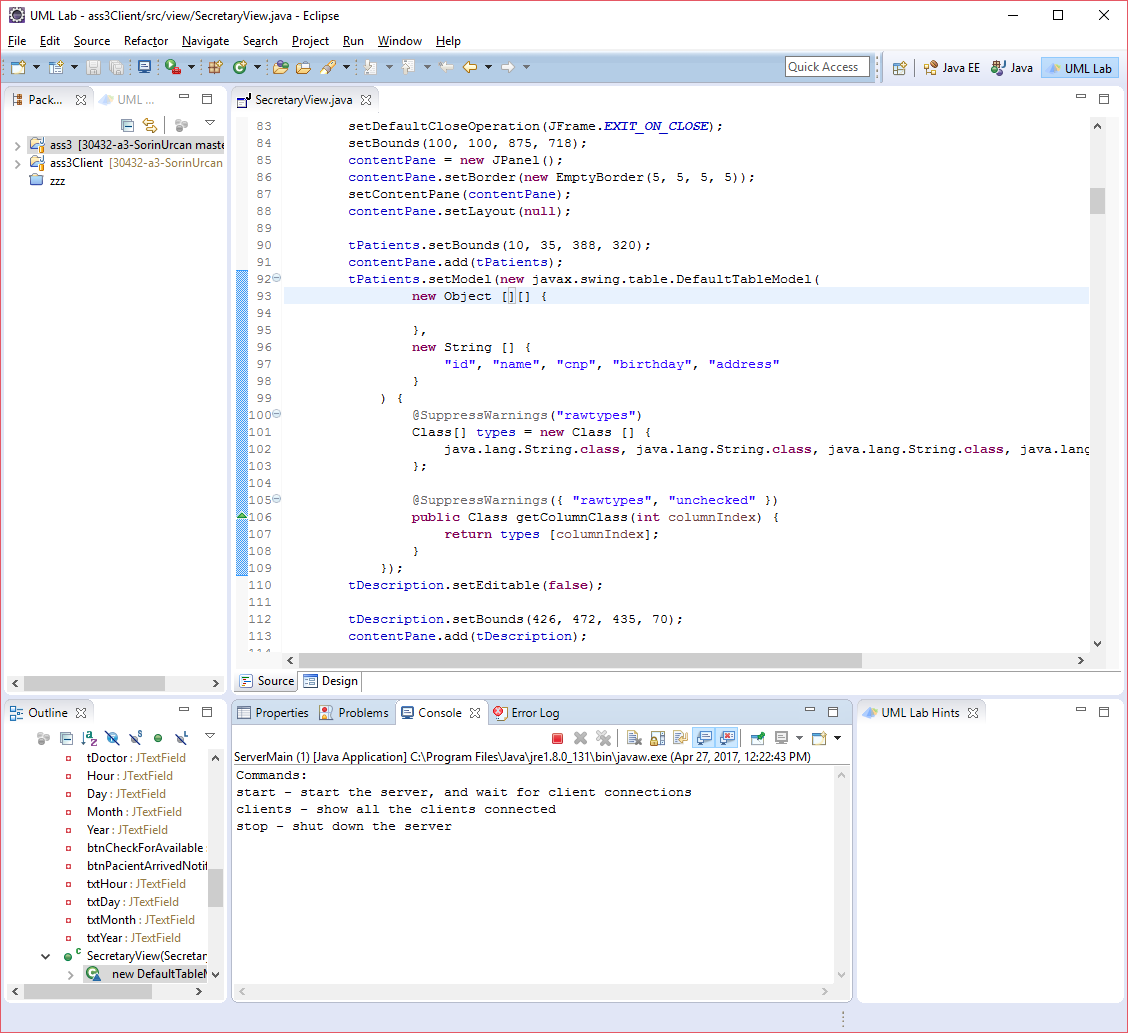 UML Lab - ass3Client/src/view/SecretaryView.java - Eclipse
File Edit Source Refactor Navigate Search Project Run Window Help
Quick Access
Java EE Java UML Lab
Pack... UML ...
ass3 [30432-a3-SorinUrcan maste
ass3Client [30432-a3-SorinUrcan
zzz
SecretaryView.java
83 setDefaultCloseOperation(JFrame.EXIT_ON_CLOSE);
84 setBounds(100, 100, 875, 718);
85 contentPane = new JPanel();
86 contentPane.setBorder(new EmptyBorder(5, 5, 5, 5));
87 setContentPane(contentPane);
88 contentPane.setLayout(null);
89
90 tPatients.setBounds(10, 35, 388, 320);
91 contentPane.add(tPatients);
92 tPatients.setModel(new javax.swing.table.DefaultTableModel(
93 new Object [][] {
94
95 },
96 new String [] {
97 "id", "name", "cnp", "birthday", "address"
98 }
99 ) {
100 @SuppressWarnings("rawtypes")
101 Class[] types = new Class [] {
102 java.lang.String.class, java.lang.String.class, java.lang.String.class, java.lang
103 };
104
105 @SuppressWarnings({ "rawtypes", "unchecked" })
106 public Class getColumnClass(int columnIndex) {
107 return types [columnIndex];
108 }
109 });
110 tDescription.setEditable(false);
111
112 tDescription.setBounds(426, 472, 435, 70);
113 contentPane.add(tDescription);
Source Design
Outline
tDoctor : JTextField
Hour : JTextField
Day : JTextField
Month : JTextField
Year : JTextField
btnCheckForAvailable :
btnPacientArrivedNotif
txtHour : JTextField
txtDay : JTextField
txtMonth : JTextField
txtYear : JTextField
SecretaryView(Secretar
new DefaultTableM
Properties Problems Console Error Log
ServerMain (1) [Java Application] C:\Program Files\Java\jre1.8.0_131\bin\javaw.exe (Apr 27, 2017, 12:22:43 PM)
Commands:
start - start the server, and wait for client connections
clients - show all the clients connected
stop - shut down the server
UML Lab Hints